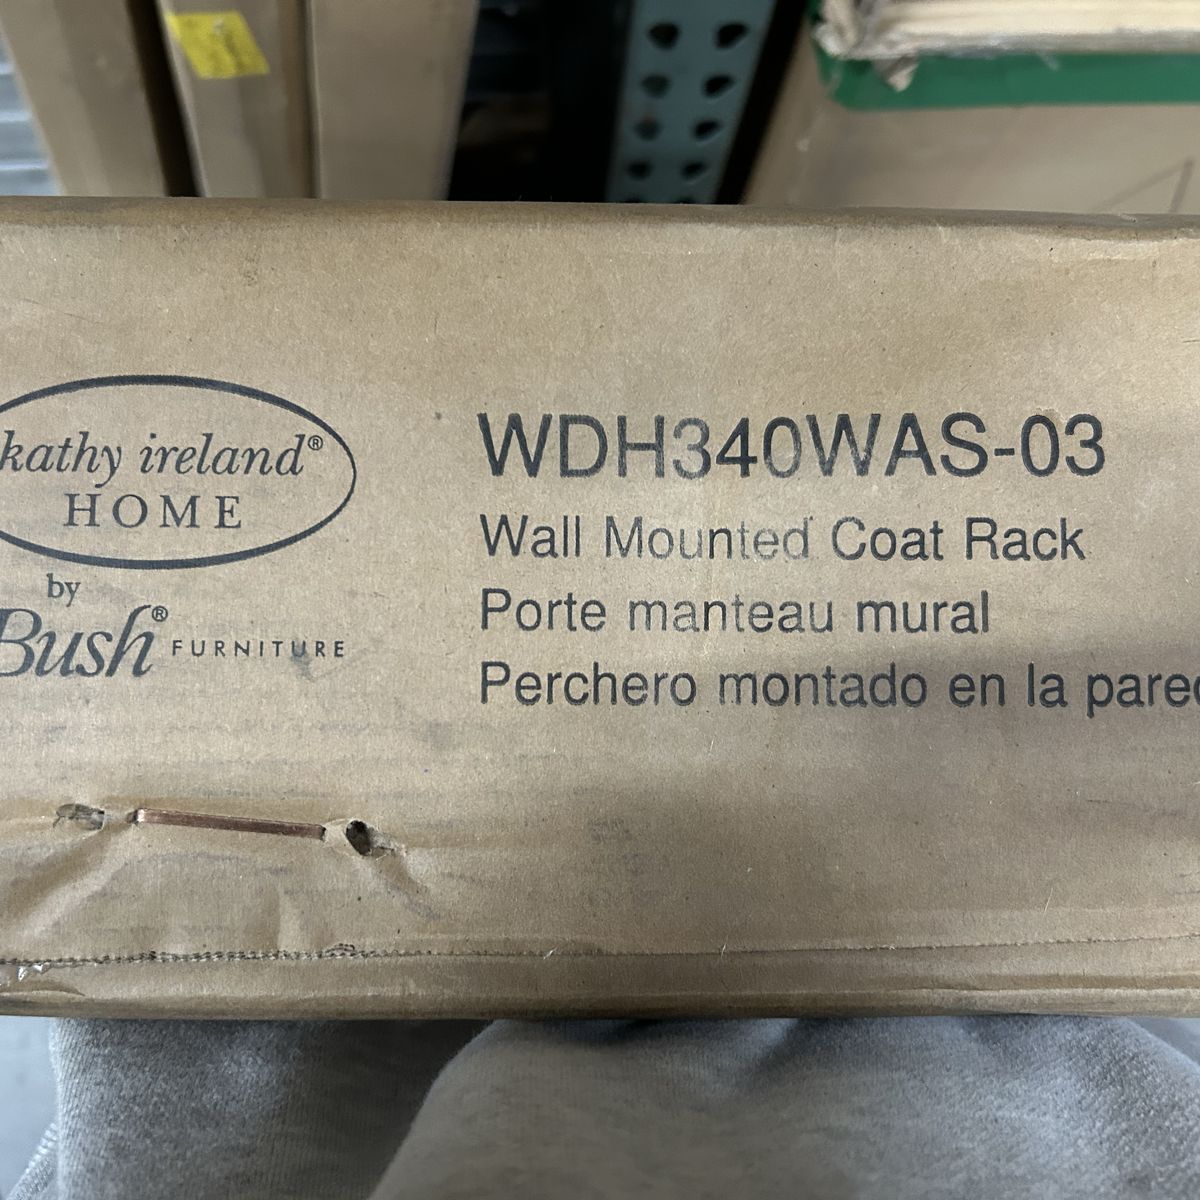 kathy ireland®
HOME
by
Bush® FURNITURE
WDH340WAS-03
Wall Mounted Coat Rack
Porte manteau mural
Perchero montado en la pared